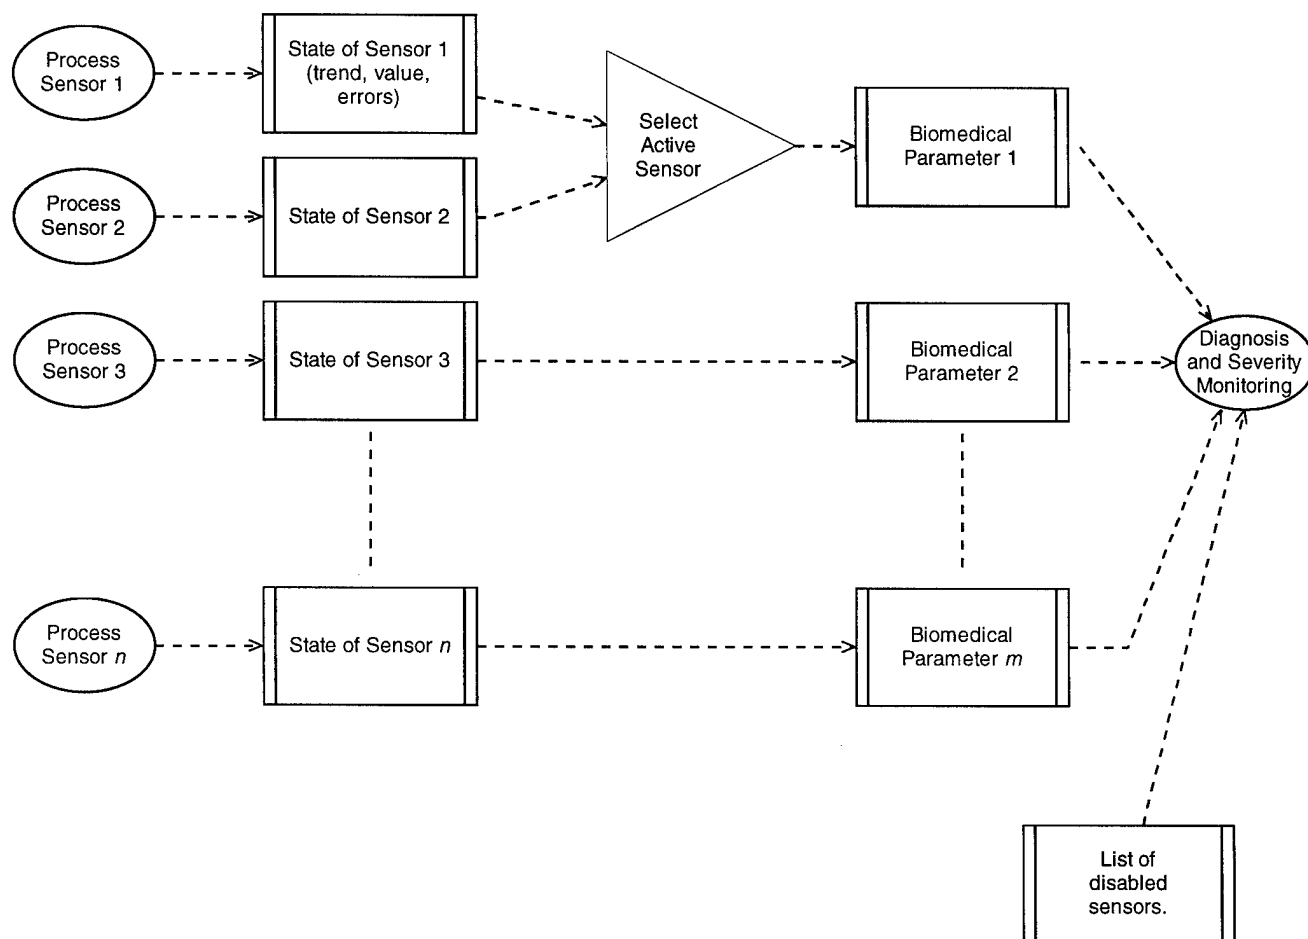 Process
Sensor 1
State of Sensor 1
(trend, value,
errors)
Select
Active
Sensor
Biomedical
Parameter 1
Process
Sensor 2
State of Sensor 2
Process
Sensor 3
State of Sensor 3
Biomedical
Parameter 2
Diagnosis
and Severity
Monitoring
Process
Sensor n
State of Sensor n
Biomedical
Parameter m
List of
disabled
sensors.